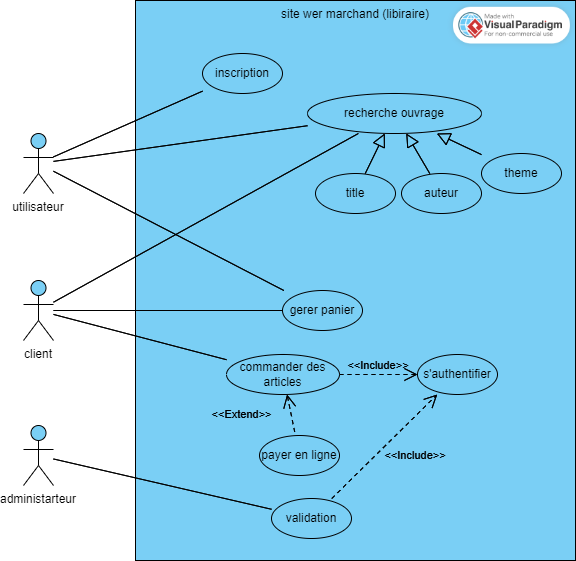 site wer marchand (libiraire)
Made with
Visual Paradigm
For non-commercial use
inscription
recherche ouvrage
theme
title
auteur
utilisateur
gerer panier
client
commander des
articles
<<Include>>
s'authentifier
<<Extend>>
payer en ligne
<<Include>>
administarteur
validation